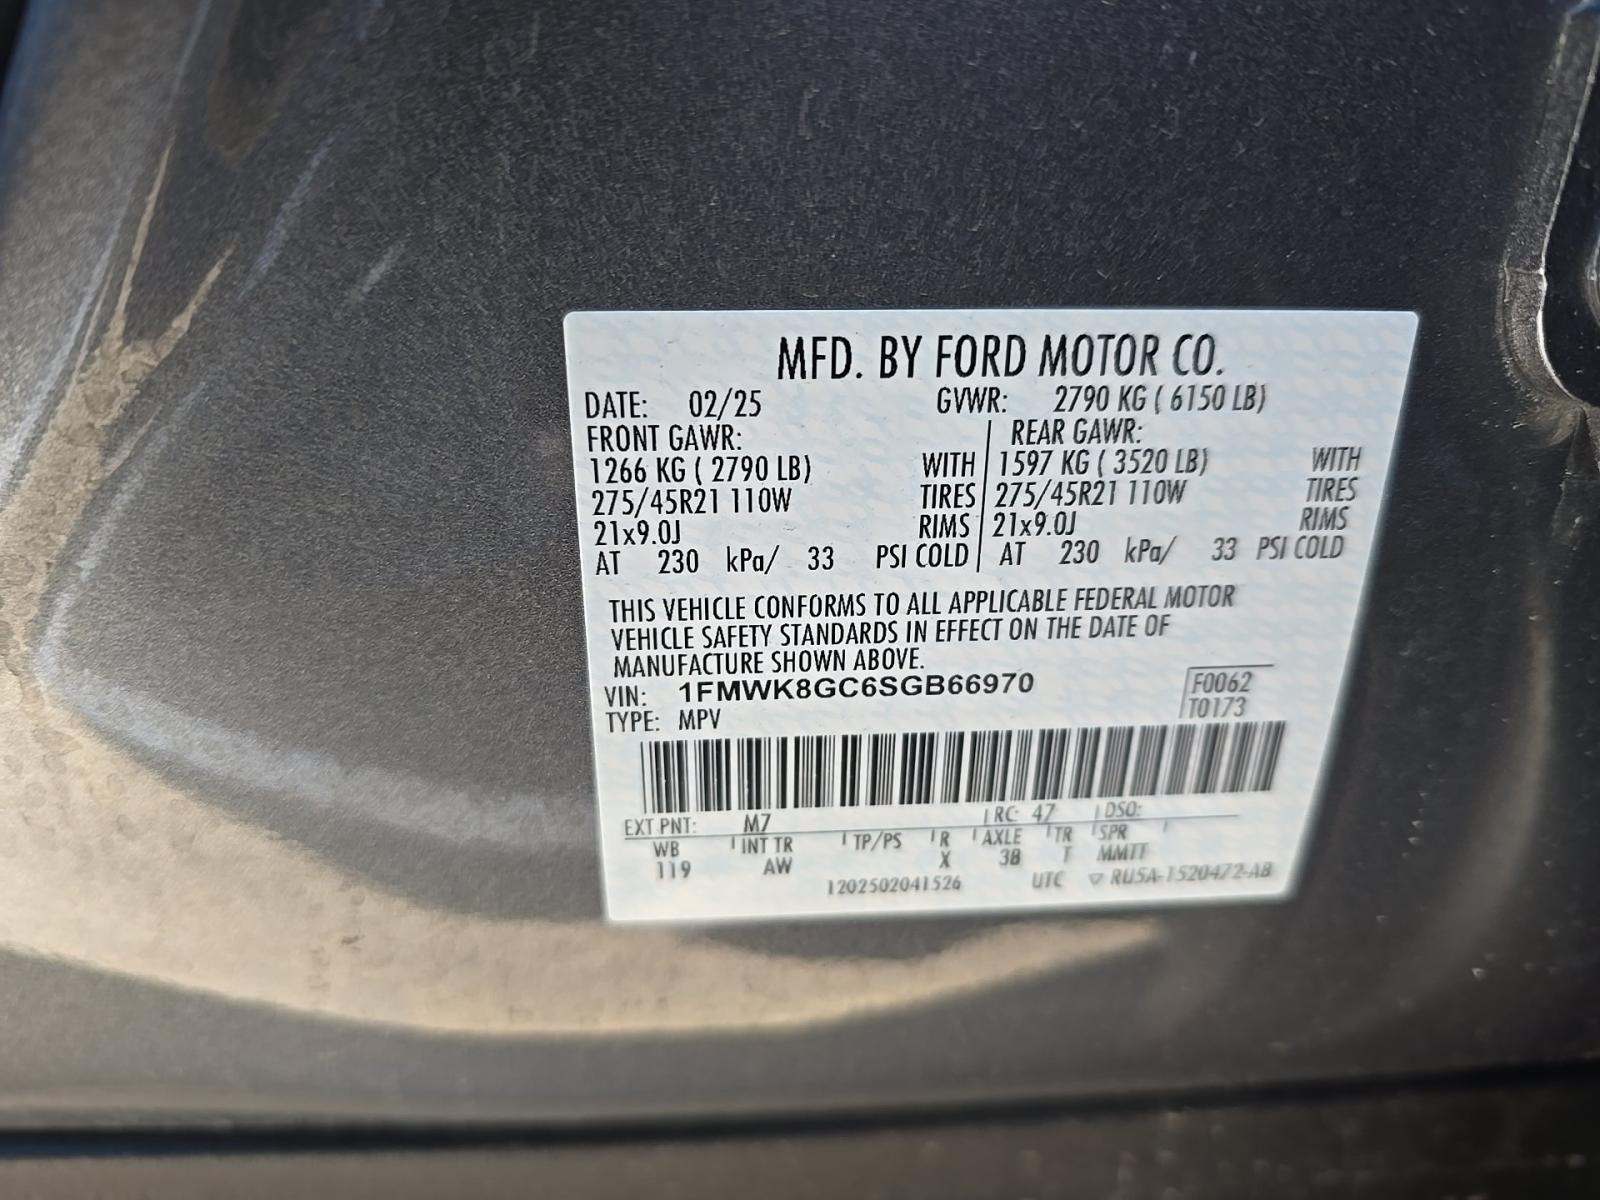 MFD. BY FORD MOTOR CO.
DATE: 02/25 GVWR: 2790 KG ( 6150 LB)
FRONT GAWR: REAR GAWR:
1266 KG ( 2790 LB) WITH 1597 KG ( 3520 LB) WITH
275/45R21 110W TIRES 275/45R21 110W TIRES
21x9.0J RIMS 21x9.0J RIMS
AT 230 kPa/ 33 PSI COLD AT 230 kPa/ 33 PSI COLD
THIS VEHICLE CONFORMS TO ALL APPLICABLE FEDERAL MOTOR
VEHICLE SAFETY STANDARDS IN EFFECT ON THE DATE OF
MANUFACTURE SHOWN ABOVE.
VIN: 1FMWK8GC6SGB66970 F0062
TYPE: MPV T0173
EXT PNT: M7 RC: 47 DSO:
WB INT TR TP/PS R AXLE TR SPR
119 AW X 3B T MMTT
1202502041526 UTC ▽ RU5A-1520472-AB